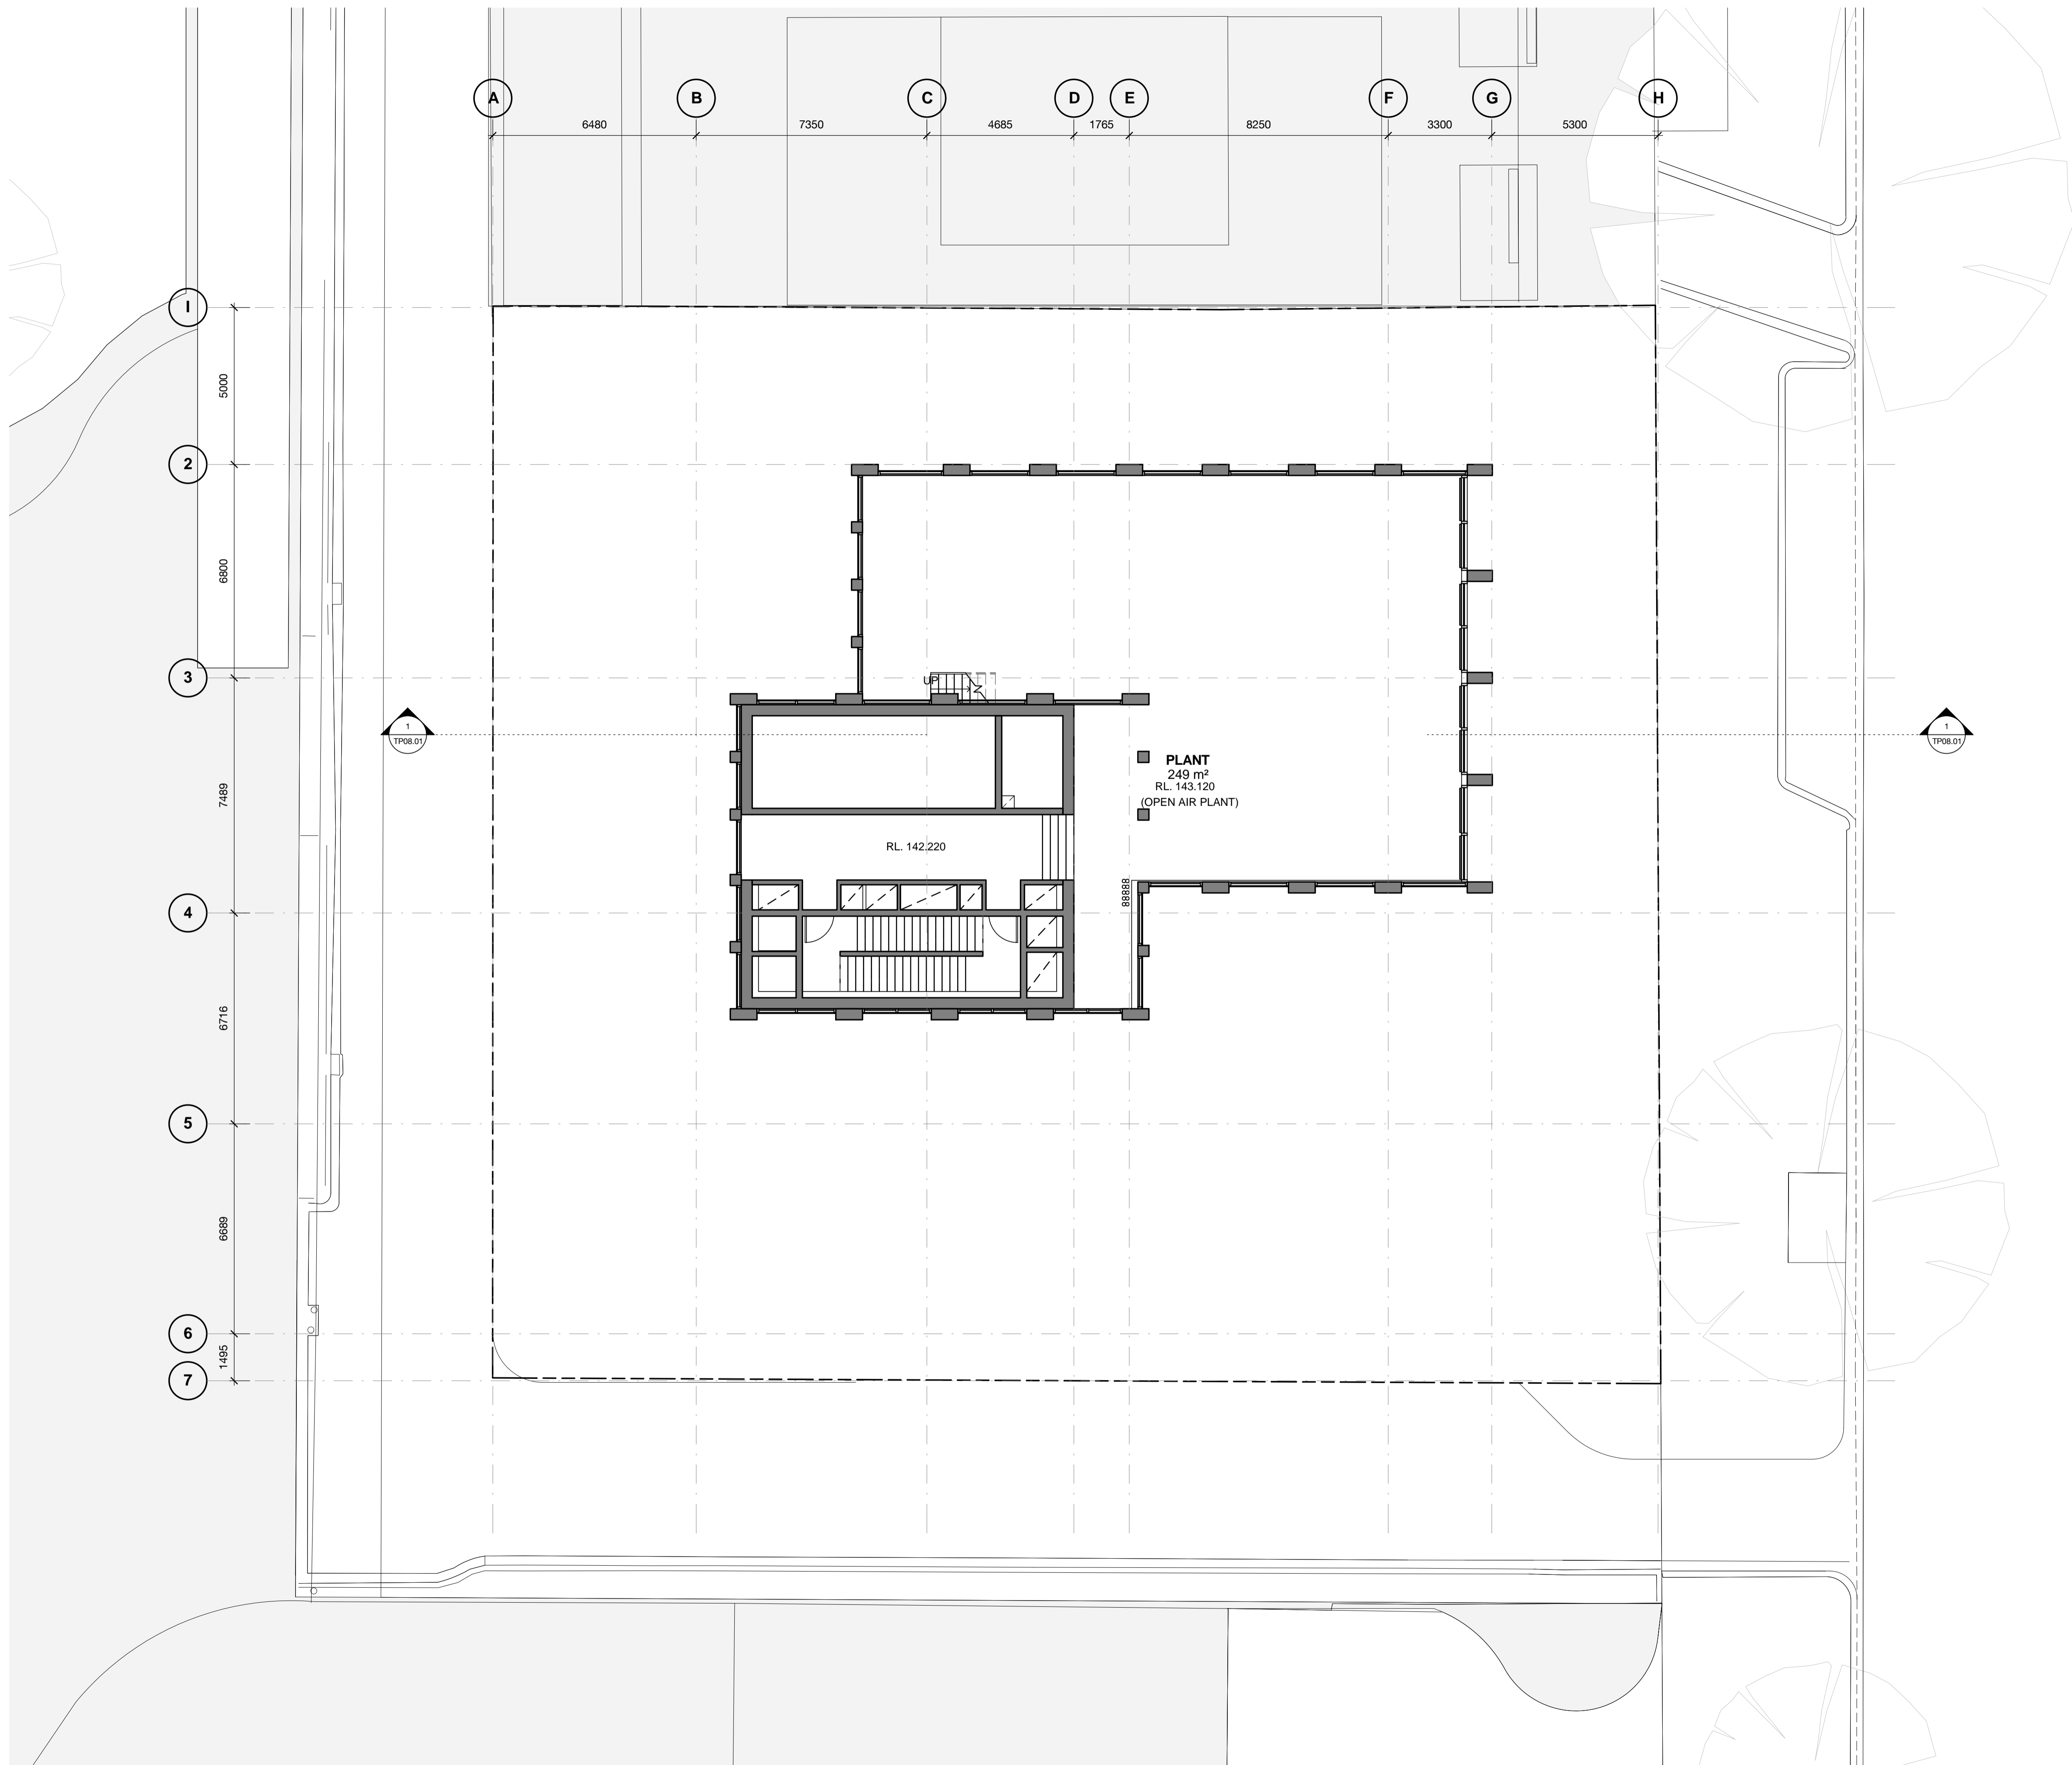 A B C D E F G H
6480 7350 4685 1765 8250 3300 5300
I
5000
2
6800
3
UP
1
TP08.01
1
TP08.01
PLANT
249 m²
RL. 143.120
(OPEN AIR PLANT)
7489
RL. 142.220
88888
4
6716
5
6689
6
1495
7